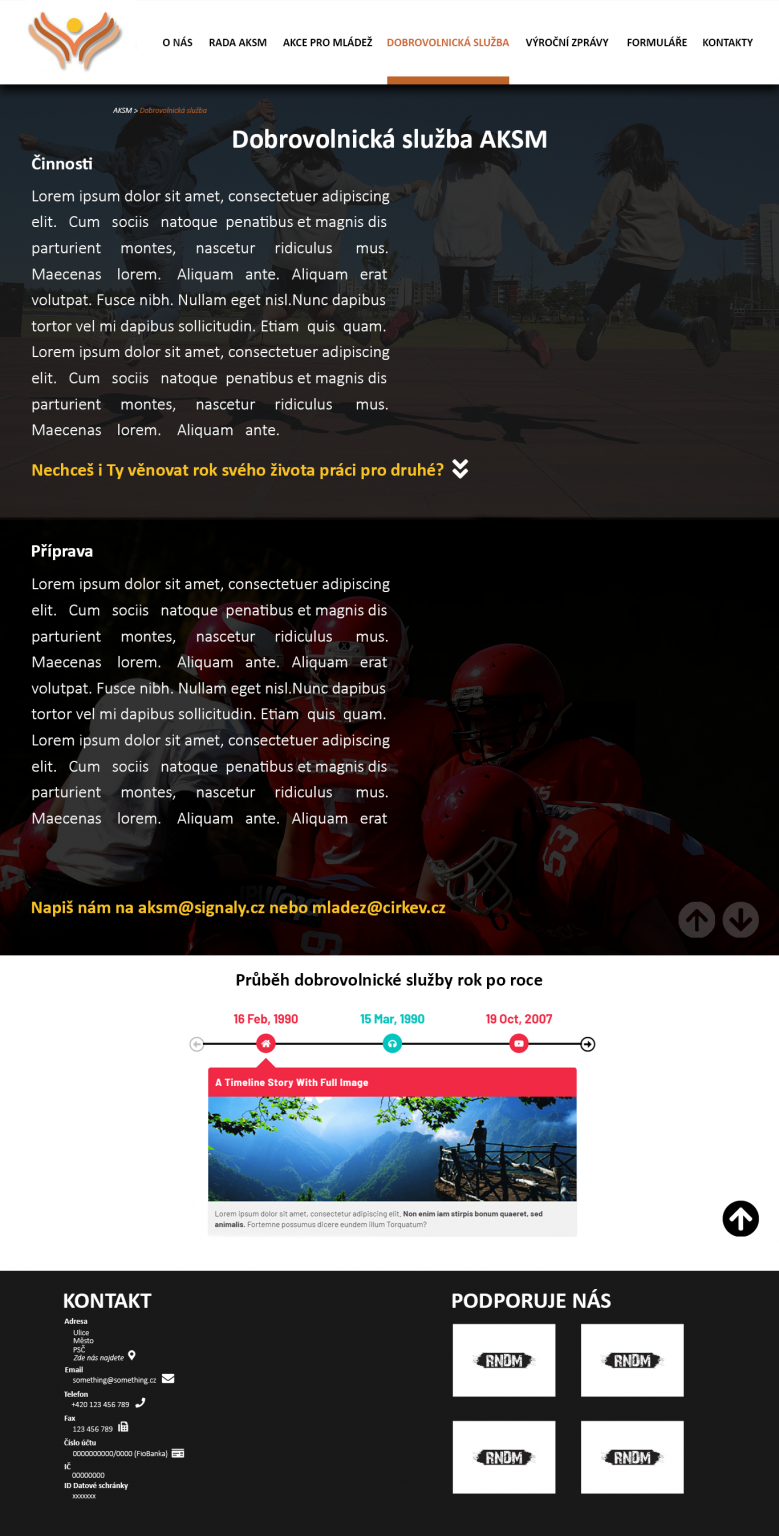 O NÁS RADA AKSM AKCE PRO MLÁDEŽ DOBROVOLNICKÁ SLUŽBA VÝROČNÍ ZPRÁVY FORMULÁŘE KONTAKTY
AKSM > Dobrovolnická služba
Dobrovolnická služba AKSM
Činnosti
Lorem ipsum dolor sit amet, consectetuer adipiscing
elit. Cum sociis natoque penatibus et magnis dis
parturient montes, nascetur ridiculus mus.
Maecenas lorem. Aliquam ante. Aliquam erat
volutpat. Fusce nibh. Nullam eget nisl.Nunc dapibus
tortor vel mi dapibus sollicitudin. Etiam quis quam.
Lorem ipsum dolor sit amet, consectetuer adipiscing
elit. Cum sociis natoque penatibus et magnis dis
parturient montes, nascetur ridiculus mus.
Maecenas lorem. Aliquam ante.
Nechceš i Ty věnovat rok svého života práci pro druhé?
Příprava
Lorem ipsum dolor sit amet, consectetuer adipiscing
elit. Cum sociis natoque penatibus et magnis dis
parturient montes, nascetur ridiculus mus.
Maecenas lorem. Aliquam ante. Aliquam erat
volutpat. Fusce nibh. Nullam eget nisl.Nunc dapibus
tortor vel mi dapibus sollicitudin. Etiam quis quam.
Lorem ipsum dolor sit amet, consectetuer adipiscing
elit. Cum sociis natoque penatibus et magnis dis
parturient montes, nascetur ridiculus mus.
Maecenas lorem. Aliquam ante. Aliquam erat
53
Napiš nám na aksm@signaly.cz nebo mladez@cirkev.cz
Průběh dobrovolnické služby rok po roce
16 Feb, 1990 15 Mar, 1990 19 Oct, 2007
A Timeline Story With Full Image
Lorem ipsum dolor sit amet, consectetur adipiscing elit. Non enim iam stirpis bonum quaeret, sed
animalis. Fortemne possumus dicere eundem illum Torquatum?
KONTAKT
Adresa
Ulice
Město
PSČ
Zde nás najdete
Email
something@something.cz
Telefon
+420 123 456 789
Fax
123 456 789
Číslo účtu
0000000000/0000 (FioBanka)
IČ
00000000
ID Datové schránky
xxxxxxx
PODPORUJE NÁS
RNDM RNDM
RNDM RNDM